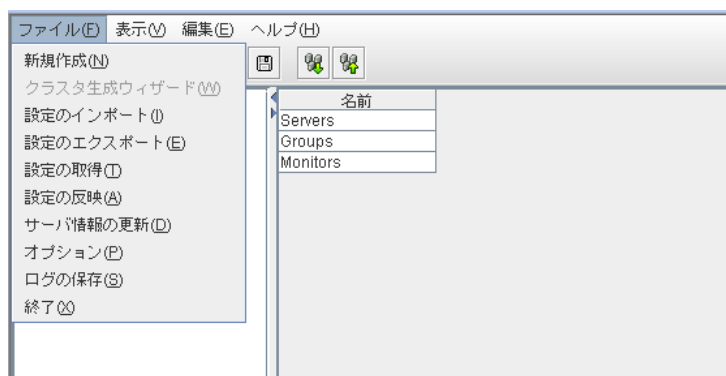 ファイル(F) 表示(V) 編集(E) ヘルプ(H)
新規作成(N)
クラスタ生成ウィザード(W)
設定のインポート(I)
設定のエクスポート(E)
設定の取得(T)
設定の反映(A)
サーバ情報の更新(D)
オプション(P)
ログの保存(S)
終了(X)
名前
Servers
Groups
Monitors